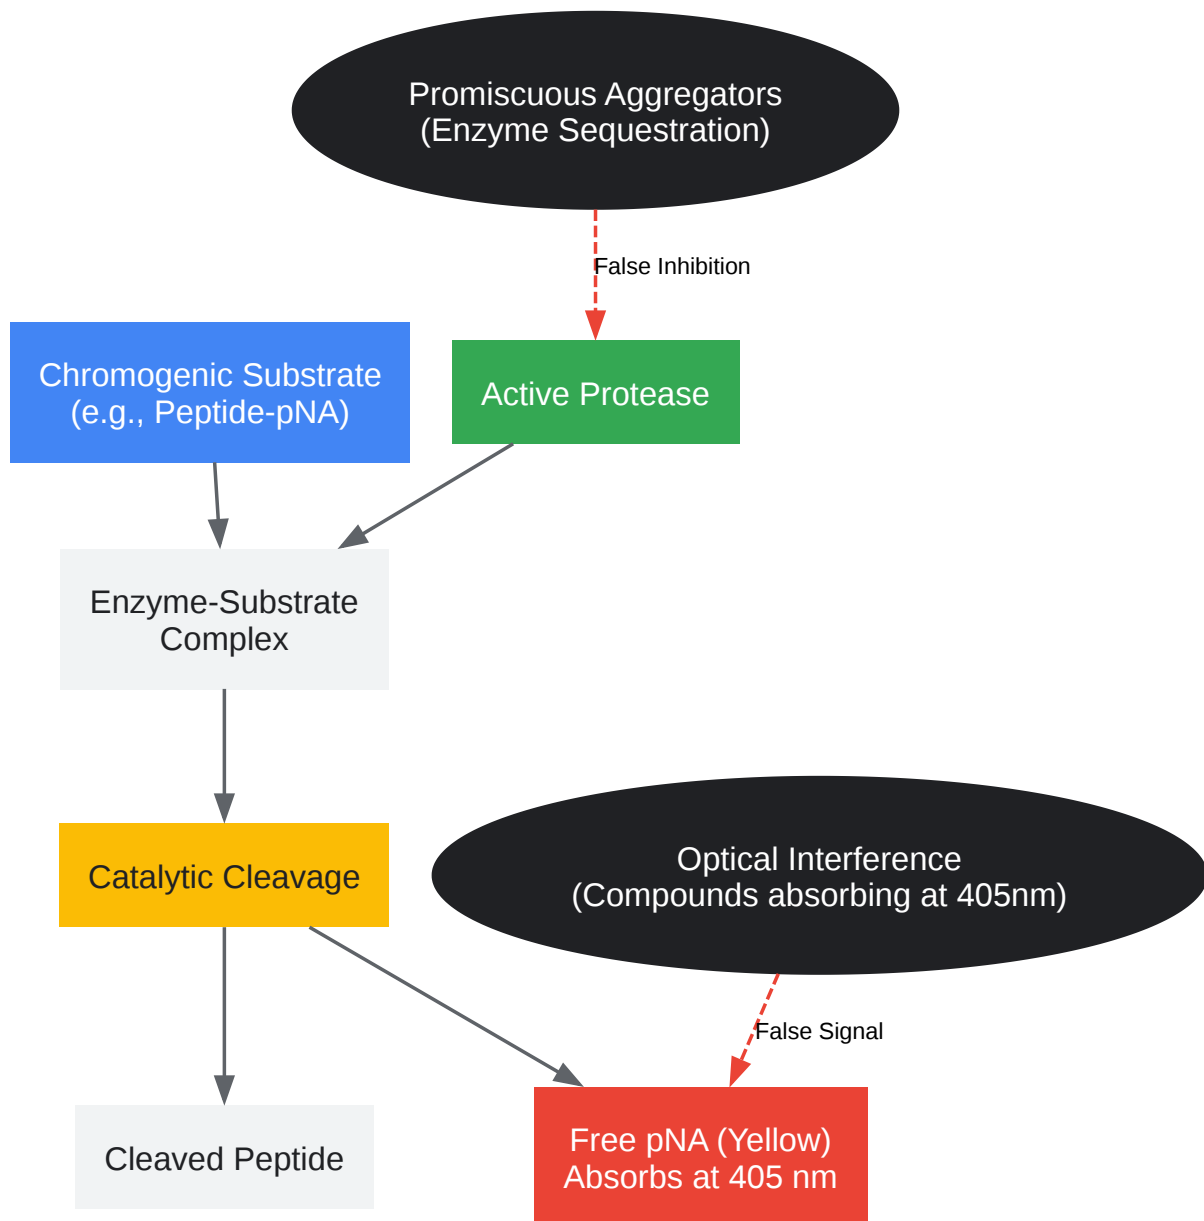 Promiscuous Aggregators
(Enzyme Sequestration)
False Inhibition
Chromogenic Substrate
(e.g., Peptide-pNA)
Active Protease
Enzyme-Substrate
Complex
Catalytic Cleavage
Optical Interference
(Compounds absorbing at 405nm)
False Signal
Cleaved Peptide
Free pNA (Yellow)
Absorbs at 405 nm